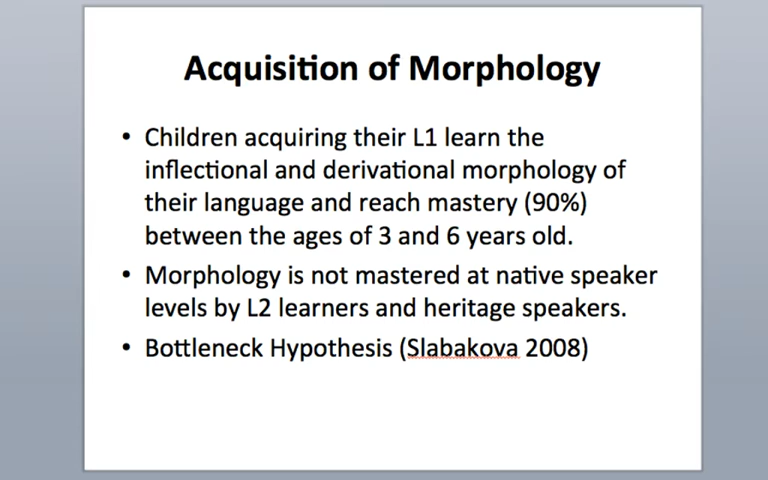 Acquisition of Morphology
• Children acquiring their L1 learn the
inflectional and derivational morphology of
their language and reach mastery (90%)
between the ages of 3 and 6 years old.
• Morphology is not mastered at native speaker
levels by L2 learners and heritage speakers.
• Bottleneck Hypothesis (Slabakova 2008)